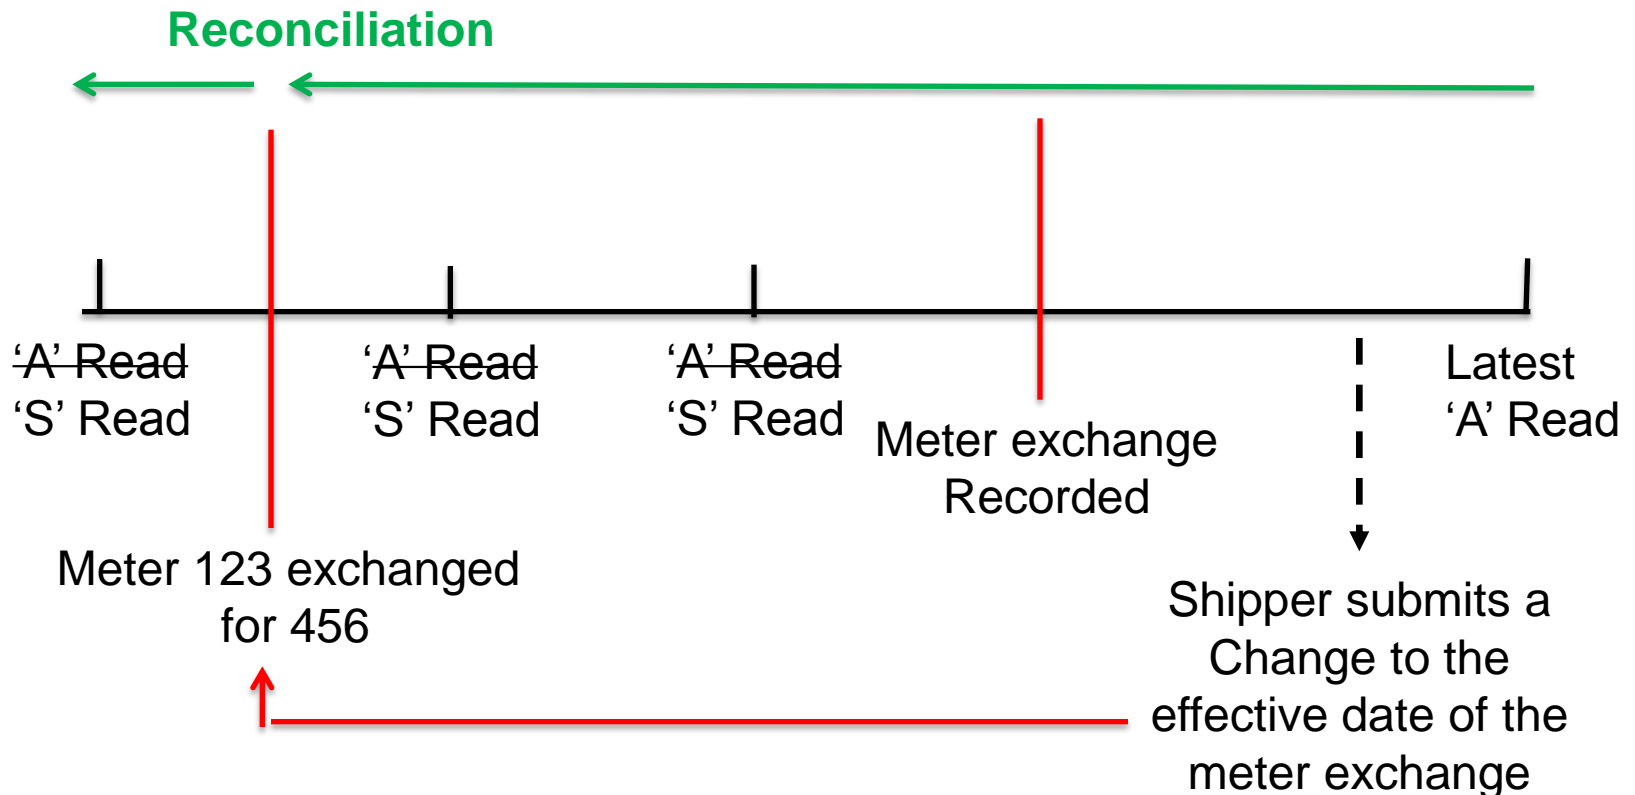 Reconciliation
‘A’ Read
‘S’ Read
‘A’ Read
‘S’ Read
‘A’ Read
‘S’ Read
Meter exchange
Recorded
Latest
‘A’ Read
Meter 123 exchanged
for 456
Shipper submits a
Change to the
effective date of the
meter exchange